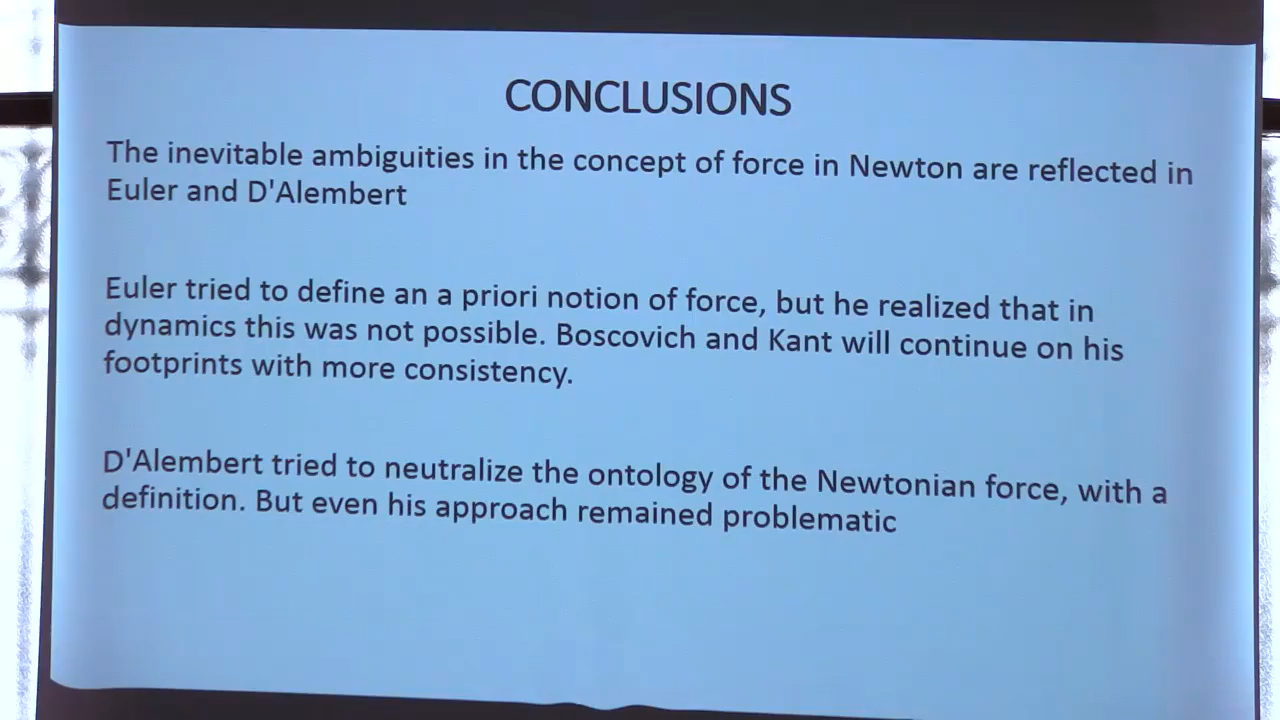 CONCLUSIONS
The inevitable ambiguities in the concept of force in Newton are reflected in
Euler and D'Alembert
Euler tried to define an a priori notion of force, but he realized that in
dynamics this was not possible. Boscovich and Kant will continue on his
footprints with more consistency.
D'Alembert tried to neutralize the ontology of the Newtonian force, with a
definition. But even his approach remained problematic